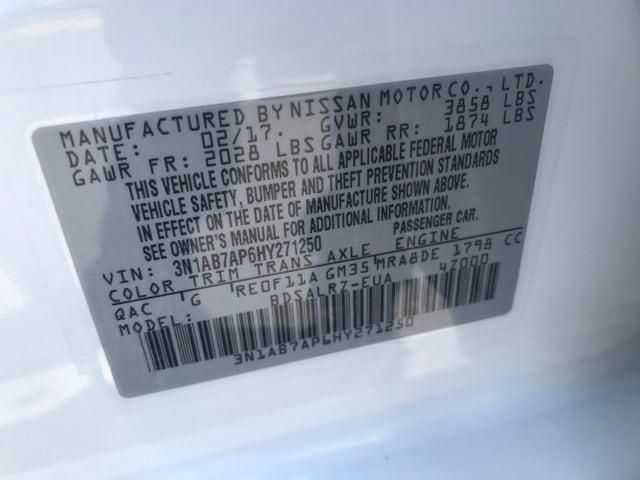 MANUFACTURED BY NISSAN MOTOR CO., LTD.
DATE: 02/17. GVWR: 3858 LBS
GAWR FR: 2028 LBS GAWR RR: 1874 LBS
THIS VEHICLE CONFORMS TO ALL APPLICABLE FEDERAL MOTOR
VEHICLE SAFETY, BUMPER AND THEFT PREVENTION STANDARDS
IN EFFECT ON THE DATE OF MANUFACTURE SHOWN ABOVE.
SEE OWNER'S MANUAL FOR ADDITIONAL INFORMATION.
VIN: 3N1AB7AP6HY271250 PASSENGER CAR.
COLOR TRIM TRANS AXLE ENGINE
QAC G RE0F11A GM35 MRA8DE 1798 CC
MODEL: BDSALRZ-EUA 4Z000
3N1AB7AP6HY271250